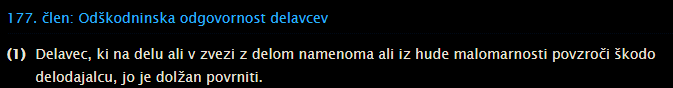 177. člen: Odškodninska odgovornost delavcev
(1) Delavec, ki na delu ali v zvezi z delom namenoma ali iz hude malomarnosti povzroči škodo
delodajalcu, jo je dolžan povrniti.